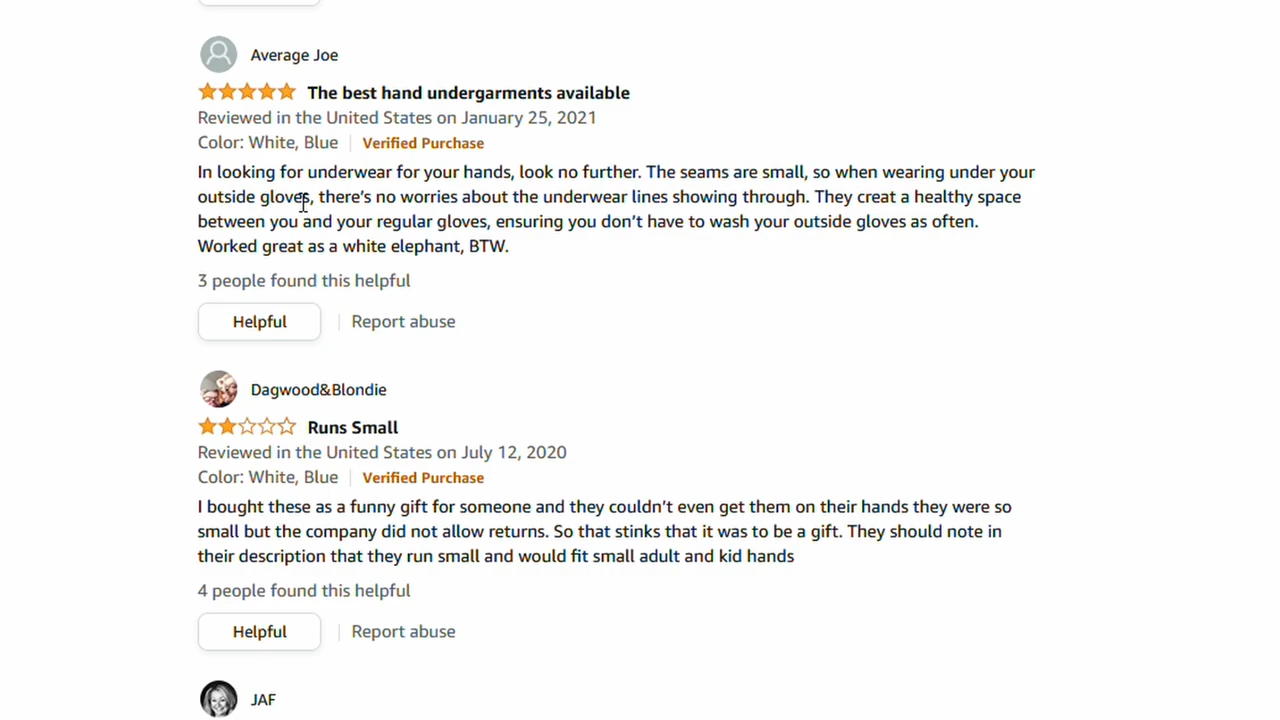 Average Joe
The best hand undergarments available
Reviewed in the United States on January 25, 2021
Color: White, Blue | Verified Purchase
In looking for underwear for your hands, look no further. The seams are small, so when wearing under your
outside gloves, there's no worries about the underwear lines showing through. They creat a healthy space
between you and your regular gloves, ensuring you don't have to wash your outside gloves as often.
Worked great as a white elephant, BTW.
3 people found this helpful
Helpful | Report abuse
Dagwood&Blondie
Runs Small
Reviewed in the United States on July 12, 2020
Color: White, Blue | Verified Purchase
I bought these as a funny gift for someone and they couldn't even get them on their hands they were so
small but the company did not allow returns. So that stinks that it was to be a gift. They should note in
their description that they run small and would fit small adult and kid hands
4 people found this helpful
Helpful | Report abuse
JAF